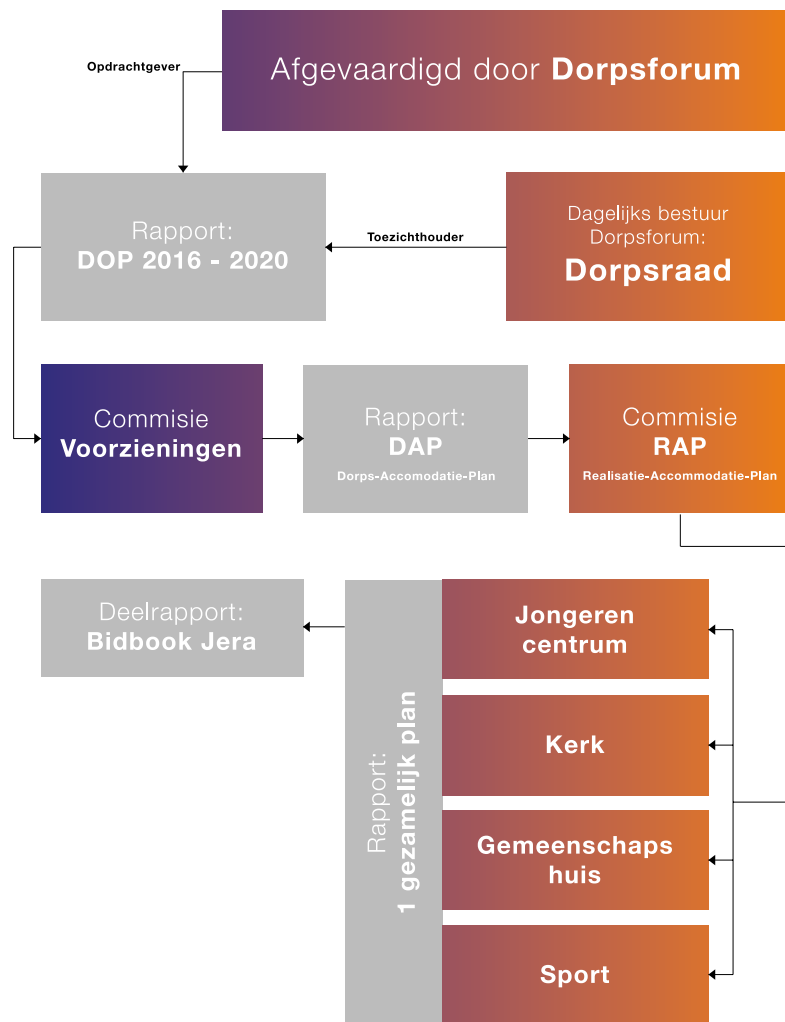 Opdrachtgever
Afgevaardigd door Dorpsforum
Rapport:
DOP 2016 - 2020
Toezichthouder
Dagelijks bestuur
Dorpsforum:
Dorpsraad
Commisie
Voorzieningen
Rapport:
DAP
Dorps-Accomodatie-Plan
Commisie
RAP
Realisatie-Accommodatie-Plan
Deelrapport:
Bidbook Jera
Rapport:
1 gezamelijk plan
Jongeren
centrum
Kerk
Gemeenschaps
huis
Sport